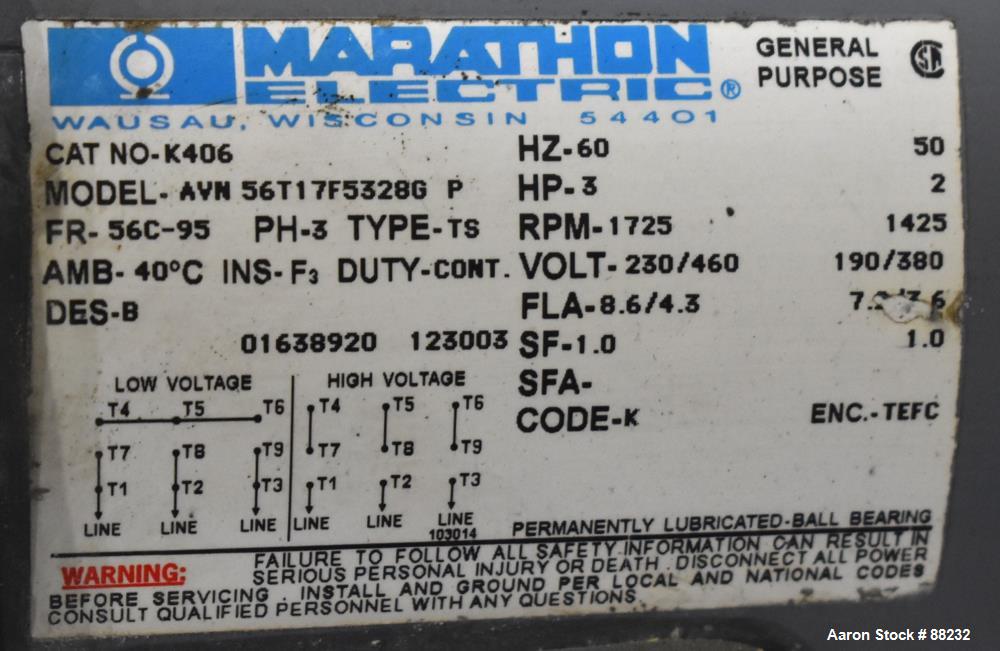 MARATHON
ELECTRIC®
WAUSAU, WISCONSIN 54401
GENERAL
PURPOSE
CAT NO-K406
MODEL- AVN 56T17F5328G P
FR- 56C-95 PH-3 TYPE-TS
AMB- 40°C INS-F3 DUTY-CONT.
DES-B
01638920 123003
HZ-60 50
HP-3 2
RPM-1725 1425
VOLT-230/460 190/380
FLA-8.6/4.3
SF-1.0 1.0
SFA-
CODE-K ENC.-TEFC
LOW VOLTAGE
T4 T5 T6
T7 T8 T9
T1 T2 T3
LINE LINE LINE
HIGH VOLTAGE
T4 T5 T6
T7 T8 T9
T1 T2 T3
LINE LINE LINE
103014
PERMANENTLY LUBRICATED-BALL BEARING
WARNING: FAILURE TO FOLLOW ALL SAFETY INFORMATION CAN RESULT IN
SERIOUS PERSONAL INJURY OR DEATH. DISCONNECT ALL POWER
BEFORE SERVICING. INSTALL AND GROUND PER LOCAL AND NATIONAL CODES
CONSULT QUALIFIED PERSONNEL WITH ANY QUESTIONS.
Aaron Stock # 88232